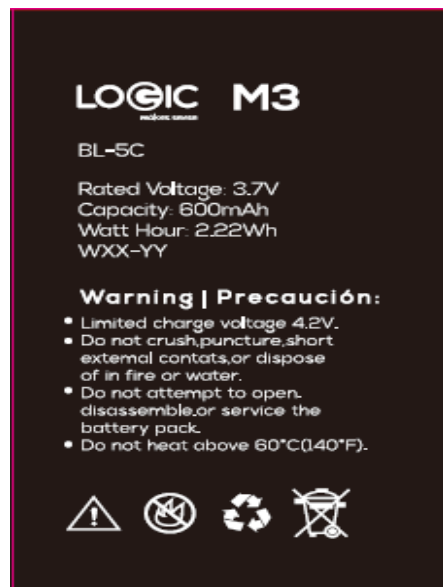 LOGIC M3
makes sense
BL-5C
Rated Voltage: 3.7V
Capacity: 600mAh
Watt Hour: 2.22Wh
WXX-YY
Warning | Precaución:
• Limited charge voltage 4.2V.
• Do not crush,puncture,short
external contats,or dispose
of in fire or water.
• Do not attempt to open.
disassemble,or service the
battery pack.
• Do not heat above 60°C(140°F).